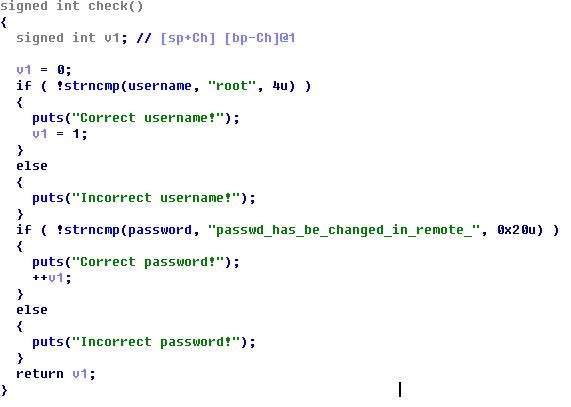 signed int check()
{
  signed int v1; // [sp+Ch] [bp-Ch]@1

  v1 = 0;
  if ( !strncmp(username, "root", 4u) )
  {
    puts("Correct username!");
    v1 = 1;
  }
  else
  {
    puts("Incorrect username!");
  }
  if ( !strncmp(password, "passwd_has_be_changed_in_remote_", 0x20u) )
  {
    puts("Correct password!");
    ++v1;
  }
  else
  {
    puts("Incorrect password!");
  }
  return v1;
}